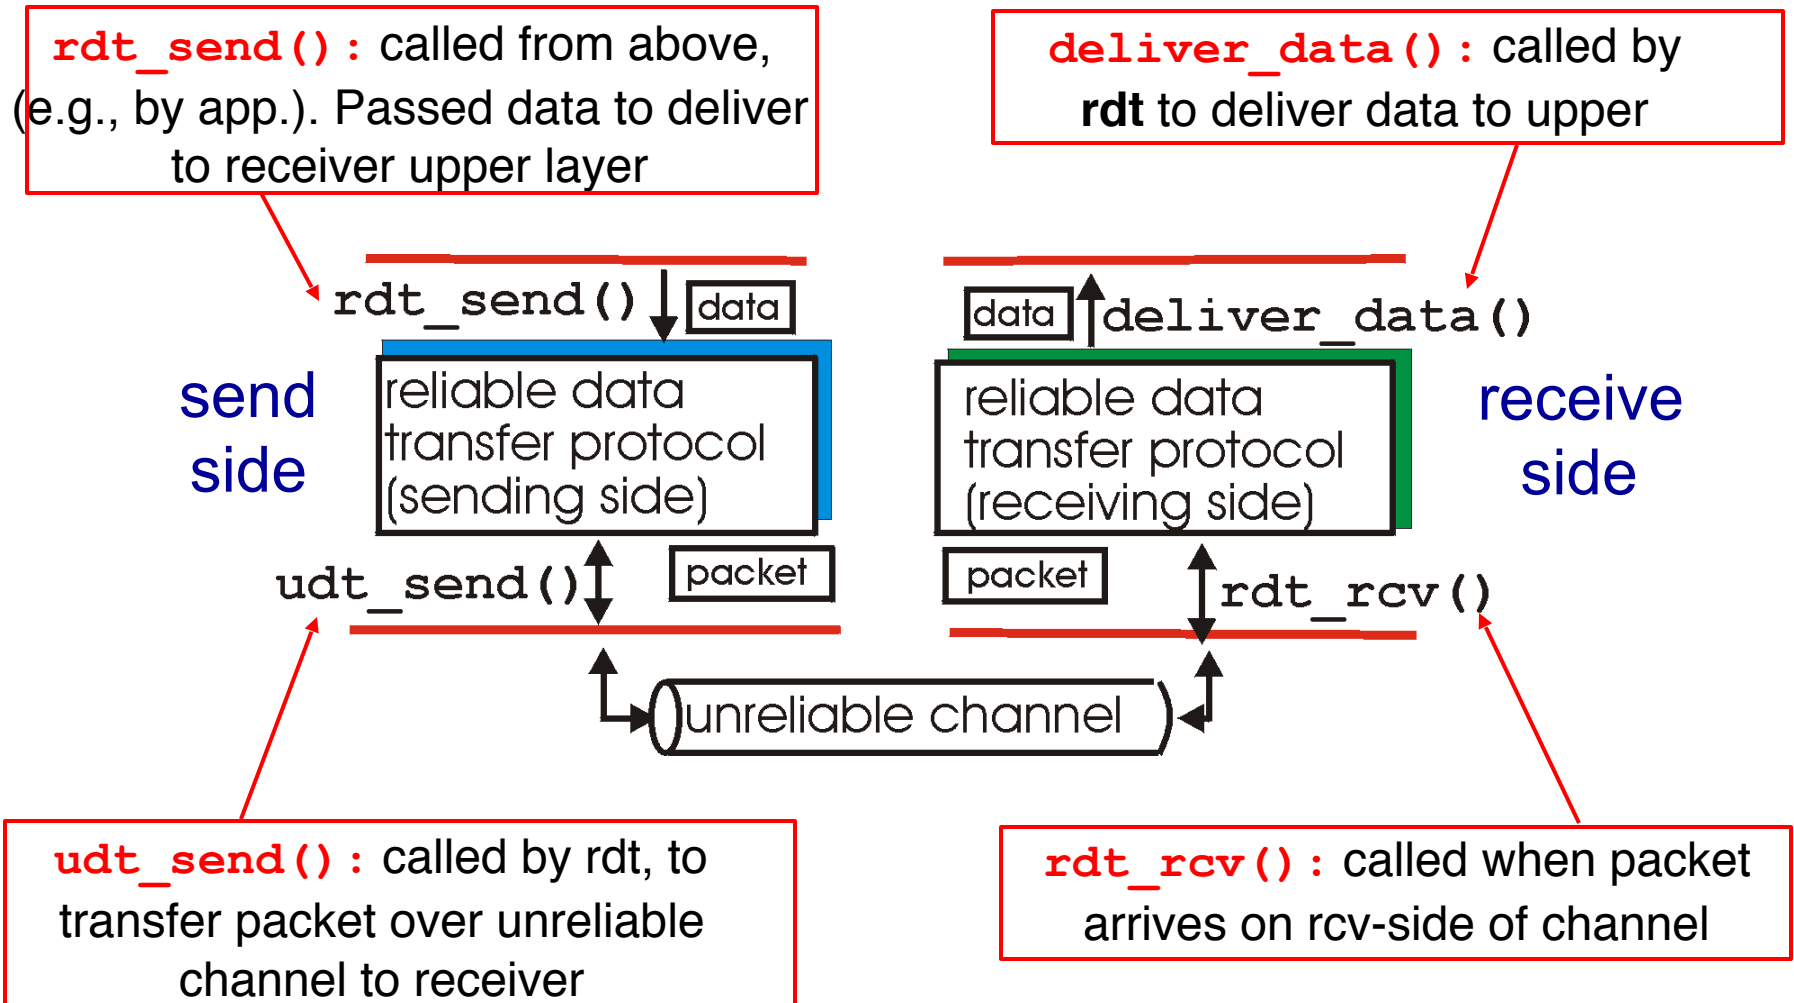 rdt_send(): called from above,
(e.g., by app.). Passed data to deliver
to receiver upper layer
deliver_data(): called by
rdt to deliver data to upper
rdt_send()
data
data
deliver_data()
send
side
reliable data
transfer protocol
(sending side)
reliable data
transfer protocol
(receiving side)
receive
side
udt_send()
packet
packet
rdt_rcv()
unreliable channel
udt_send(): called by rdt, to
transfer packet over unreliable
channel to receiver
rdt_rcv(): called when packet
arrives on rcv-side of channel